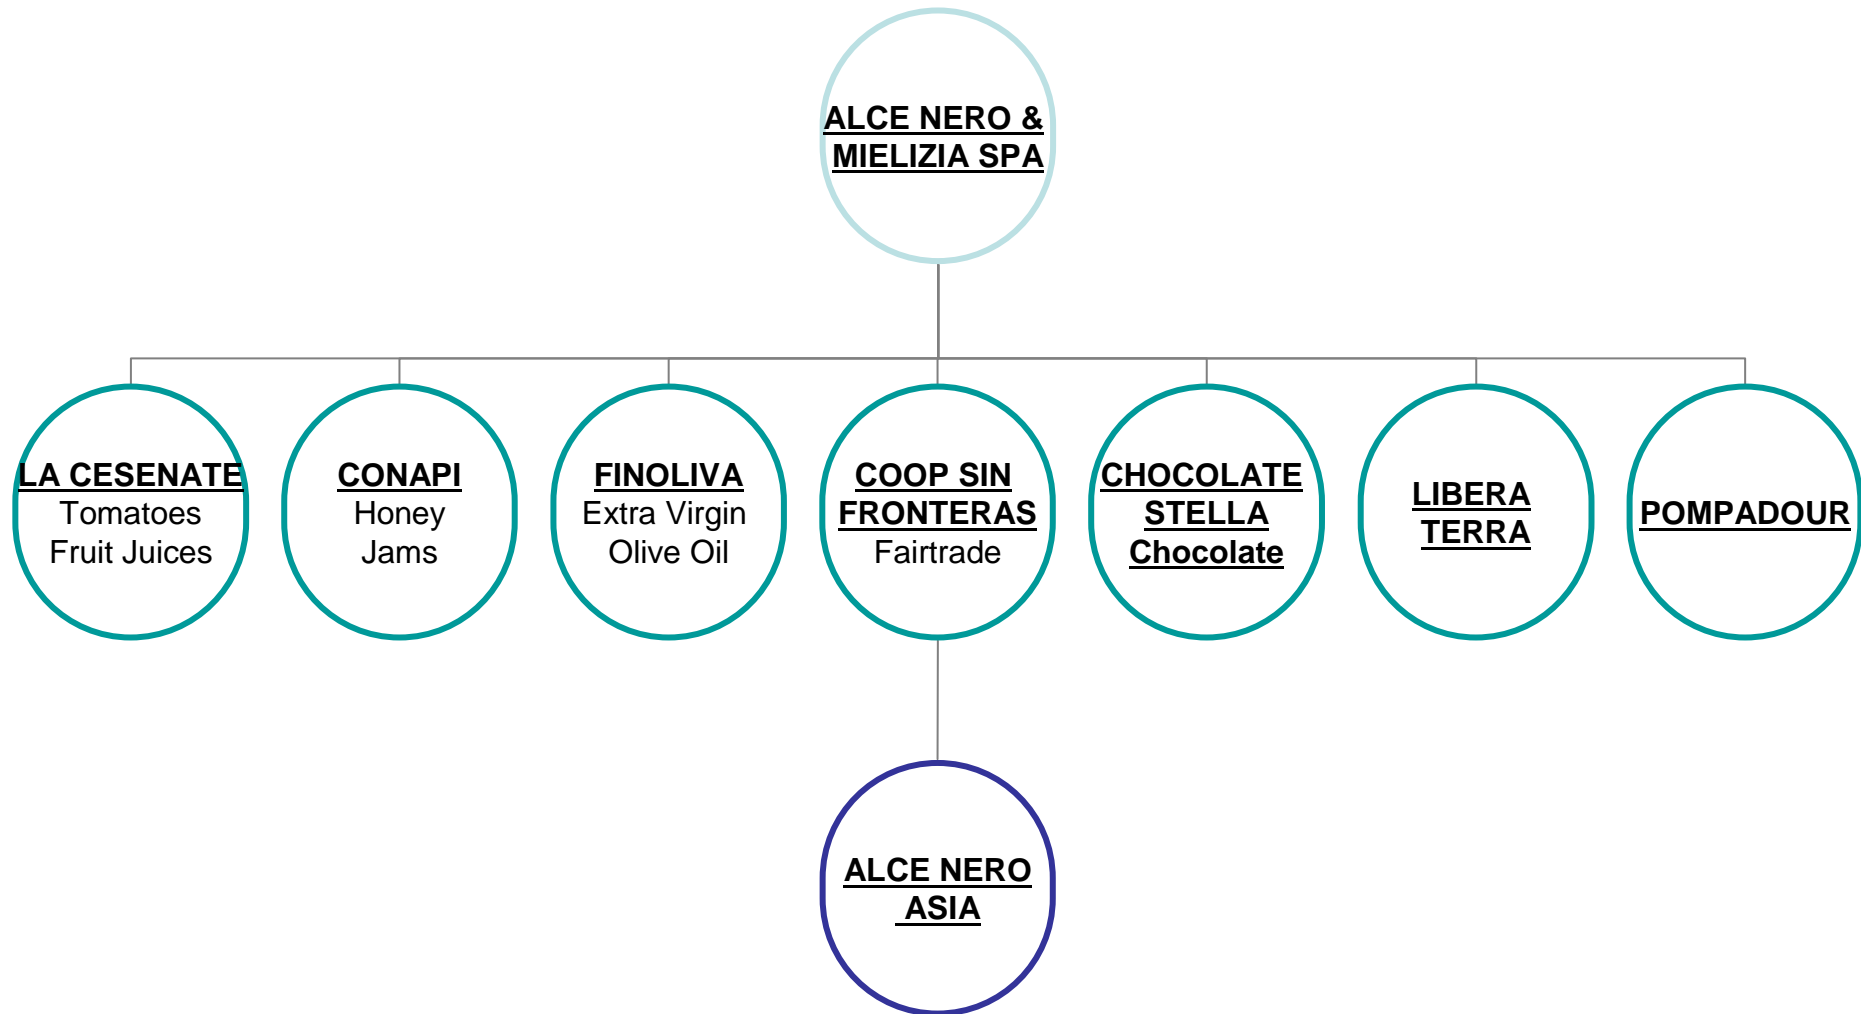 ALCE NERO &
MIELIZIA SPA
LA CESENATE
Tomatoes
Fruit Juices
CONAPI
Honey
Jams
FINOLIVA
Extra Virgin
Olive Oil
COOP SIN
FRONTERAS
Fairtrade
CHOCOLATE
STELLA
Chocolate
LIBERA
TERRA
POMPADOUR
ALCE NERO
ASIA